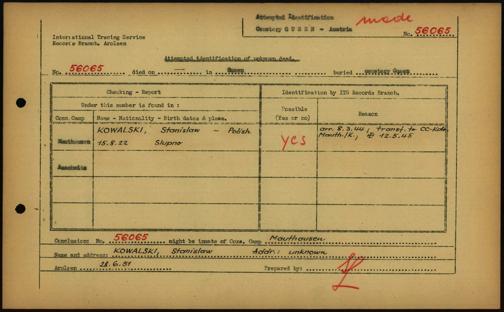 Attempted Identification
made
Cemetery GUSEN - Austria
No. 56065
International Tracing Service
Records Branch, Arolsen
Attempted identification of unknown dead.
No. 56065 died on in Gusen buried cemetery Gusen
Checking - Report
Identification by ITS Records Branch.
Under this number is found in :
Possible
(Yes or no)
Reason
Conc.Camp
Name - Nationality - Birth dates & place.
KOWALSKI, Stanislaw - Polish
Mauthausen
15.8.22 Slupno
yes
arr. 8.3.44, transf. to CC-Kdo
Mauth./K., 12.5.45
Auschwitz
Conclusion: No. 56065 might be inmate of Conc. Camp Mauthausen
Name and address: KOWALSKI, Stanislaw Addr.: unknown
Arolsen 28.6.51 Prepared by: